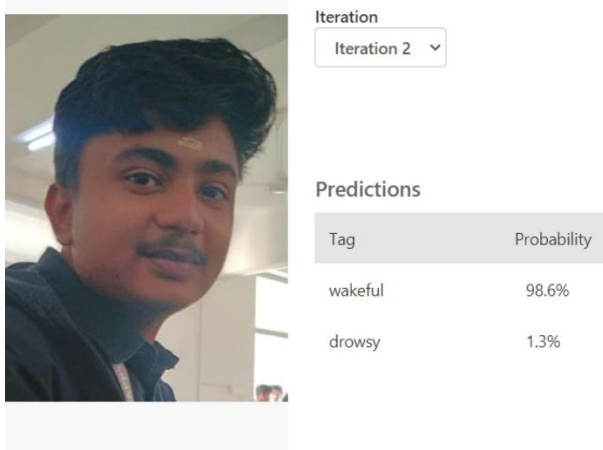 Iteration
Iteration 2
Predictions
Tag Probability
wakeful 98.6%
drowsy 1.3%